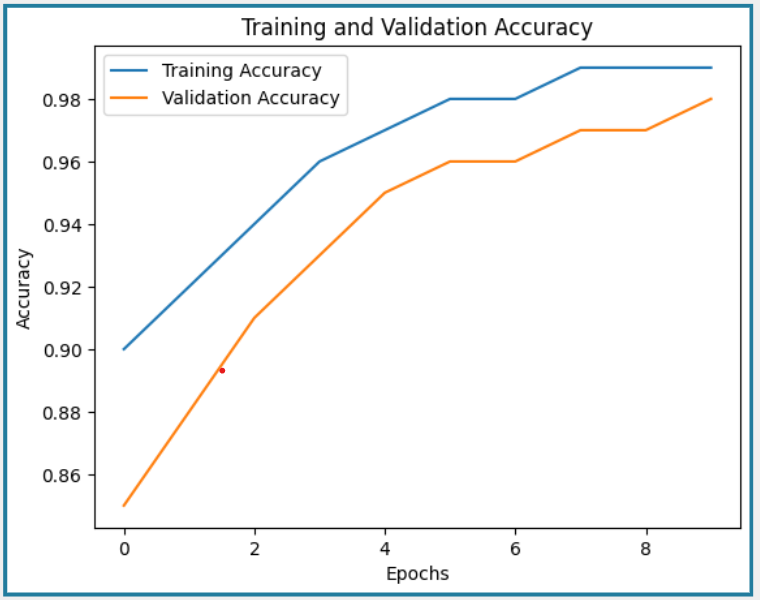 Training and Validation Accuracy
Training Accuracy
Validation Accuracy
0.98
0.96
0.94
0.92
0.90
0.88
0.86
Accuracy
0 2 4 6 8
Epochs